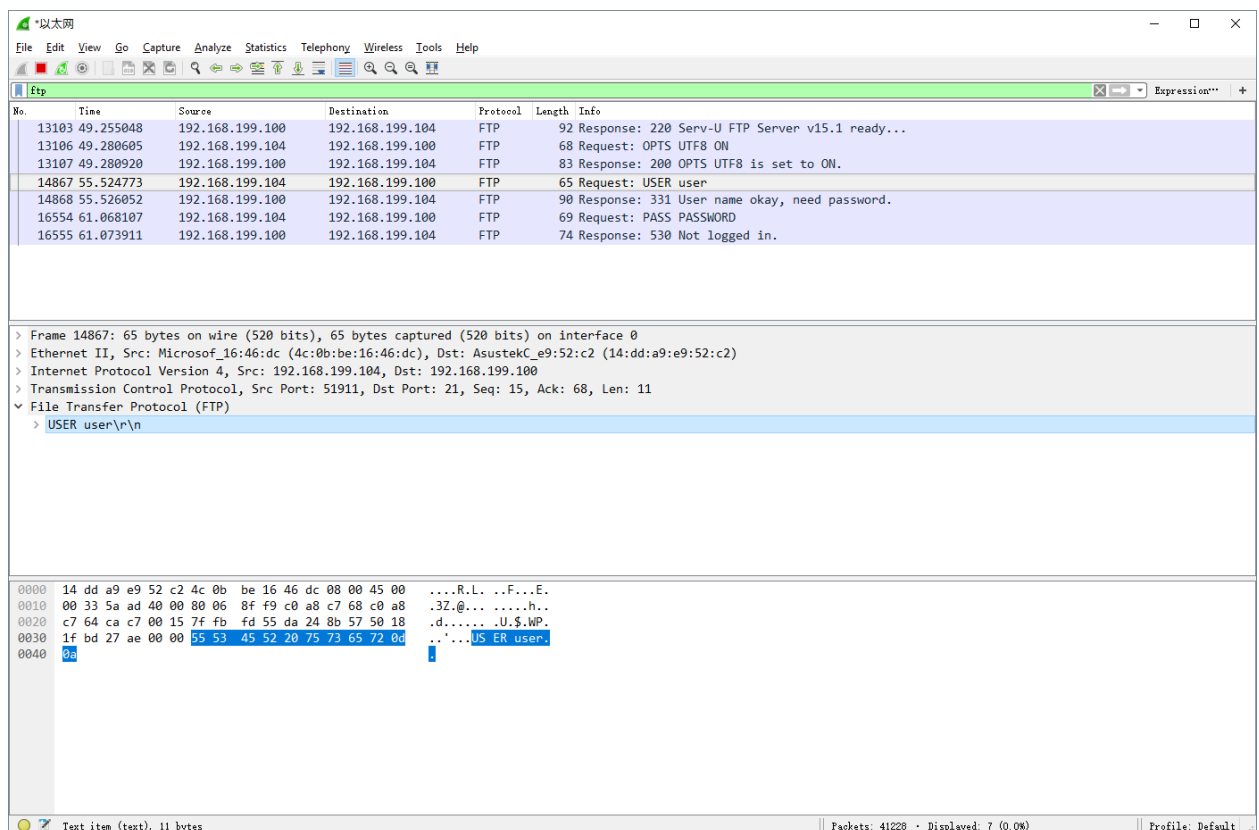 *以太网
File Edit View Go Capture Analyze Statistics Telephony Wireless Tools Help
ftp Expression… +
No. Time Source Destination Protocol Length Info
13103 49.255048 192.168.199.100 192.168.199.104 FTP 92 Response: 220 Serv-U FTP Server v15.1 ready...
13106 49.280605 192.168.199.104 192.168.199.100 FTP 68 Request: OPTS UTF8 ON
13107 49.280920 192.168.199.100 192.168.199.104 FTP 83 Response: 200 OPTS UTF8 is set to ON.
14867 55.524773 192.168.199.104 192.168.199.100 FTP 65 Request: USER user
14868 55.526052 192.168.199.100 192.168.199.104 FTP 90 Response: 331 User name okay, need password.
16554 61.068107 192.168.199.104 192.168.199.100 FTP 69 Request: PASS PASSWORD
16555 61.073911 192.168.199.100 192.168.199.104 FTP 74 Response: 530 Not logged in.
Frame 14867: 65 bytes on wire (520 bits), 65 bytes captured (520 bits) on interface 0
Ethernet II, Src: Microsof_16:46:dc (4c:0b:be:16:46:dc), Dst: AsustekC_e9:52:c2 (14:dd:a9:e9:52:c2)
Internet Protocol Version 4, Src: 192.168.199.104, Dst: 192.168.199.100
Transmission Control Protocol, Src Port: 51911, Dst Port: 21, Seq: 15, Ack: 68, Len: 11
File Transfer Protocol (FTP)
USER user\r\n
0000 14 dd a9 e9 52 c2 4c 0b be 16 46 dc 08 00 45 00 ....R.L. ..F...E.
0010 00 33 5a ad 40 00 80 06 8f f9 c0 a8 c7 68 c0 a8 .3Z.@... .....h..
0020 c7 64 ca c7 00 15 7f fb fd 55 da 24 8b 57 50 18 .d...... .U.$.WP.
0030 1f bd 27 ae 00 00 55 53 45 52 20 75 73 65 72 0d ..'...US ER user.
0040 0a .
Text item (text), 11 bytes Packets: 41228 · Displayed: 7 (0.0%) Profile: Default